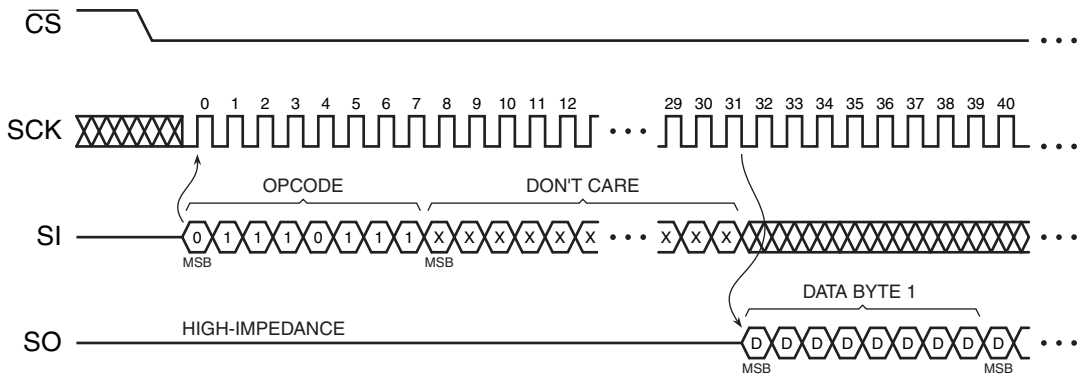 CS
0 1 2 3 4 5 6 7 8 9 10 11 12 29 30 31 32 33 34 35 36 37 38 39 40
SCK • • • • • •
OPCODE DON'T CARE
SI 0 1 1 1 0 1 1 1 X X X X X X • • • X X X • • •
MSB MSB
DATA BYTE 1
HIGH-IMPEDANCE
SO D D D D D D D D D • • •
MSB MSB